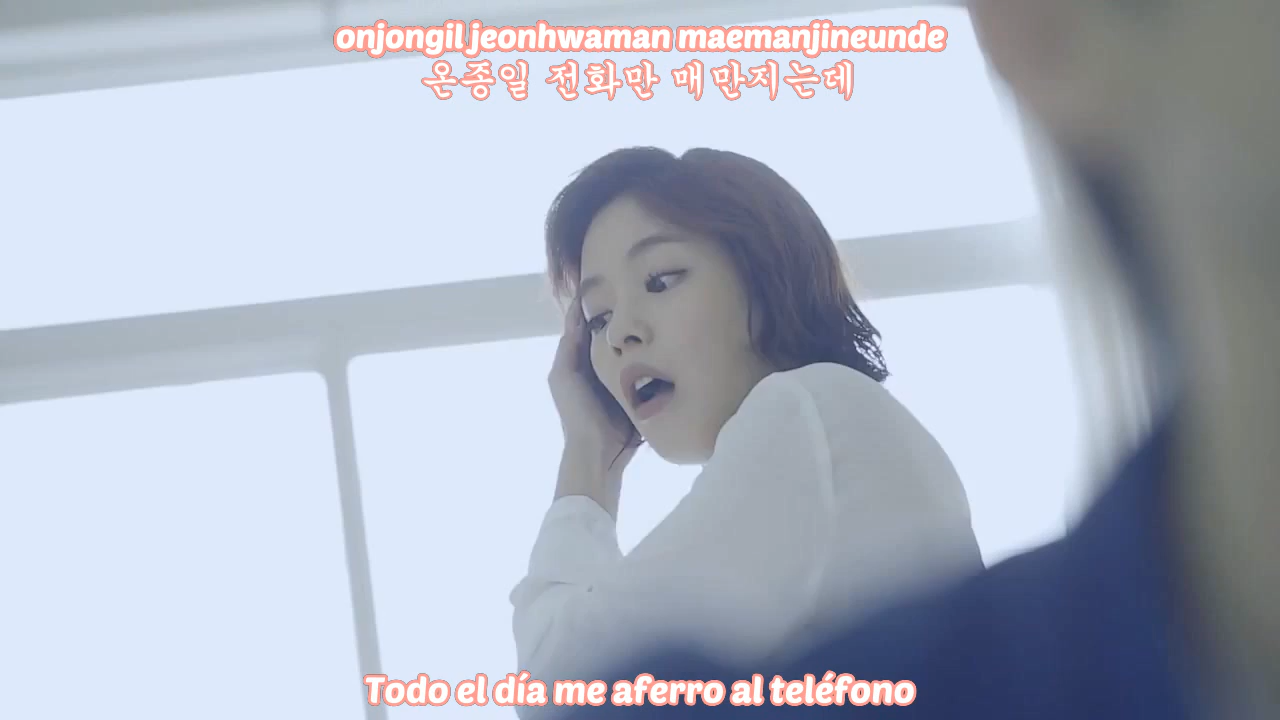 onjongil jeonhwaman maemanjineunde
온종일 전화만 매만지는데
Todo el día me aferro al teléfono